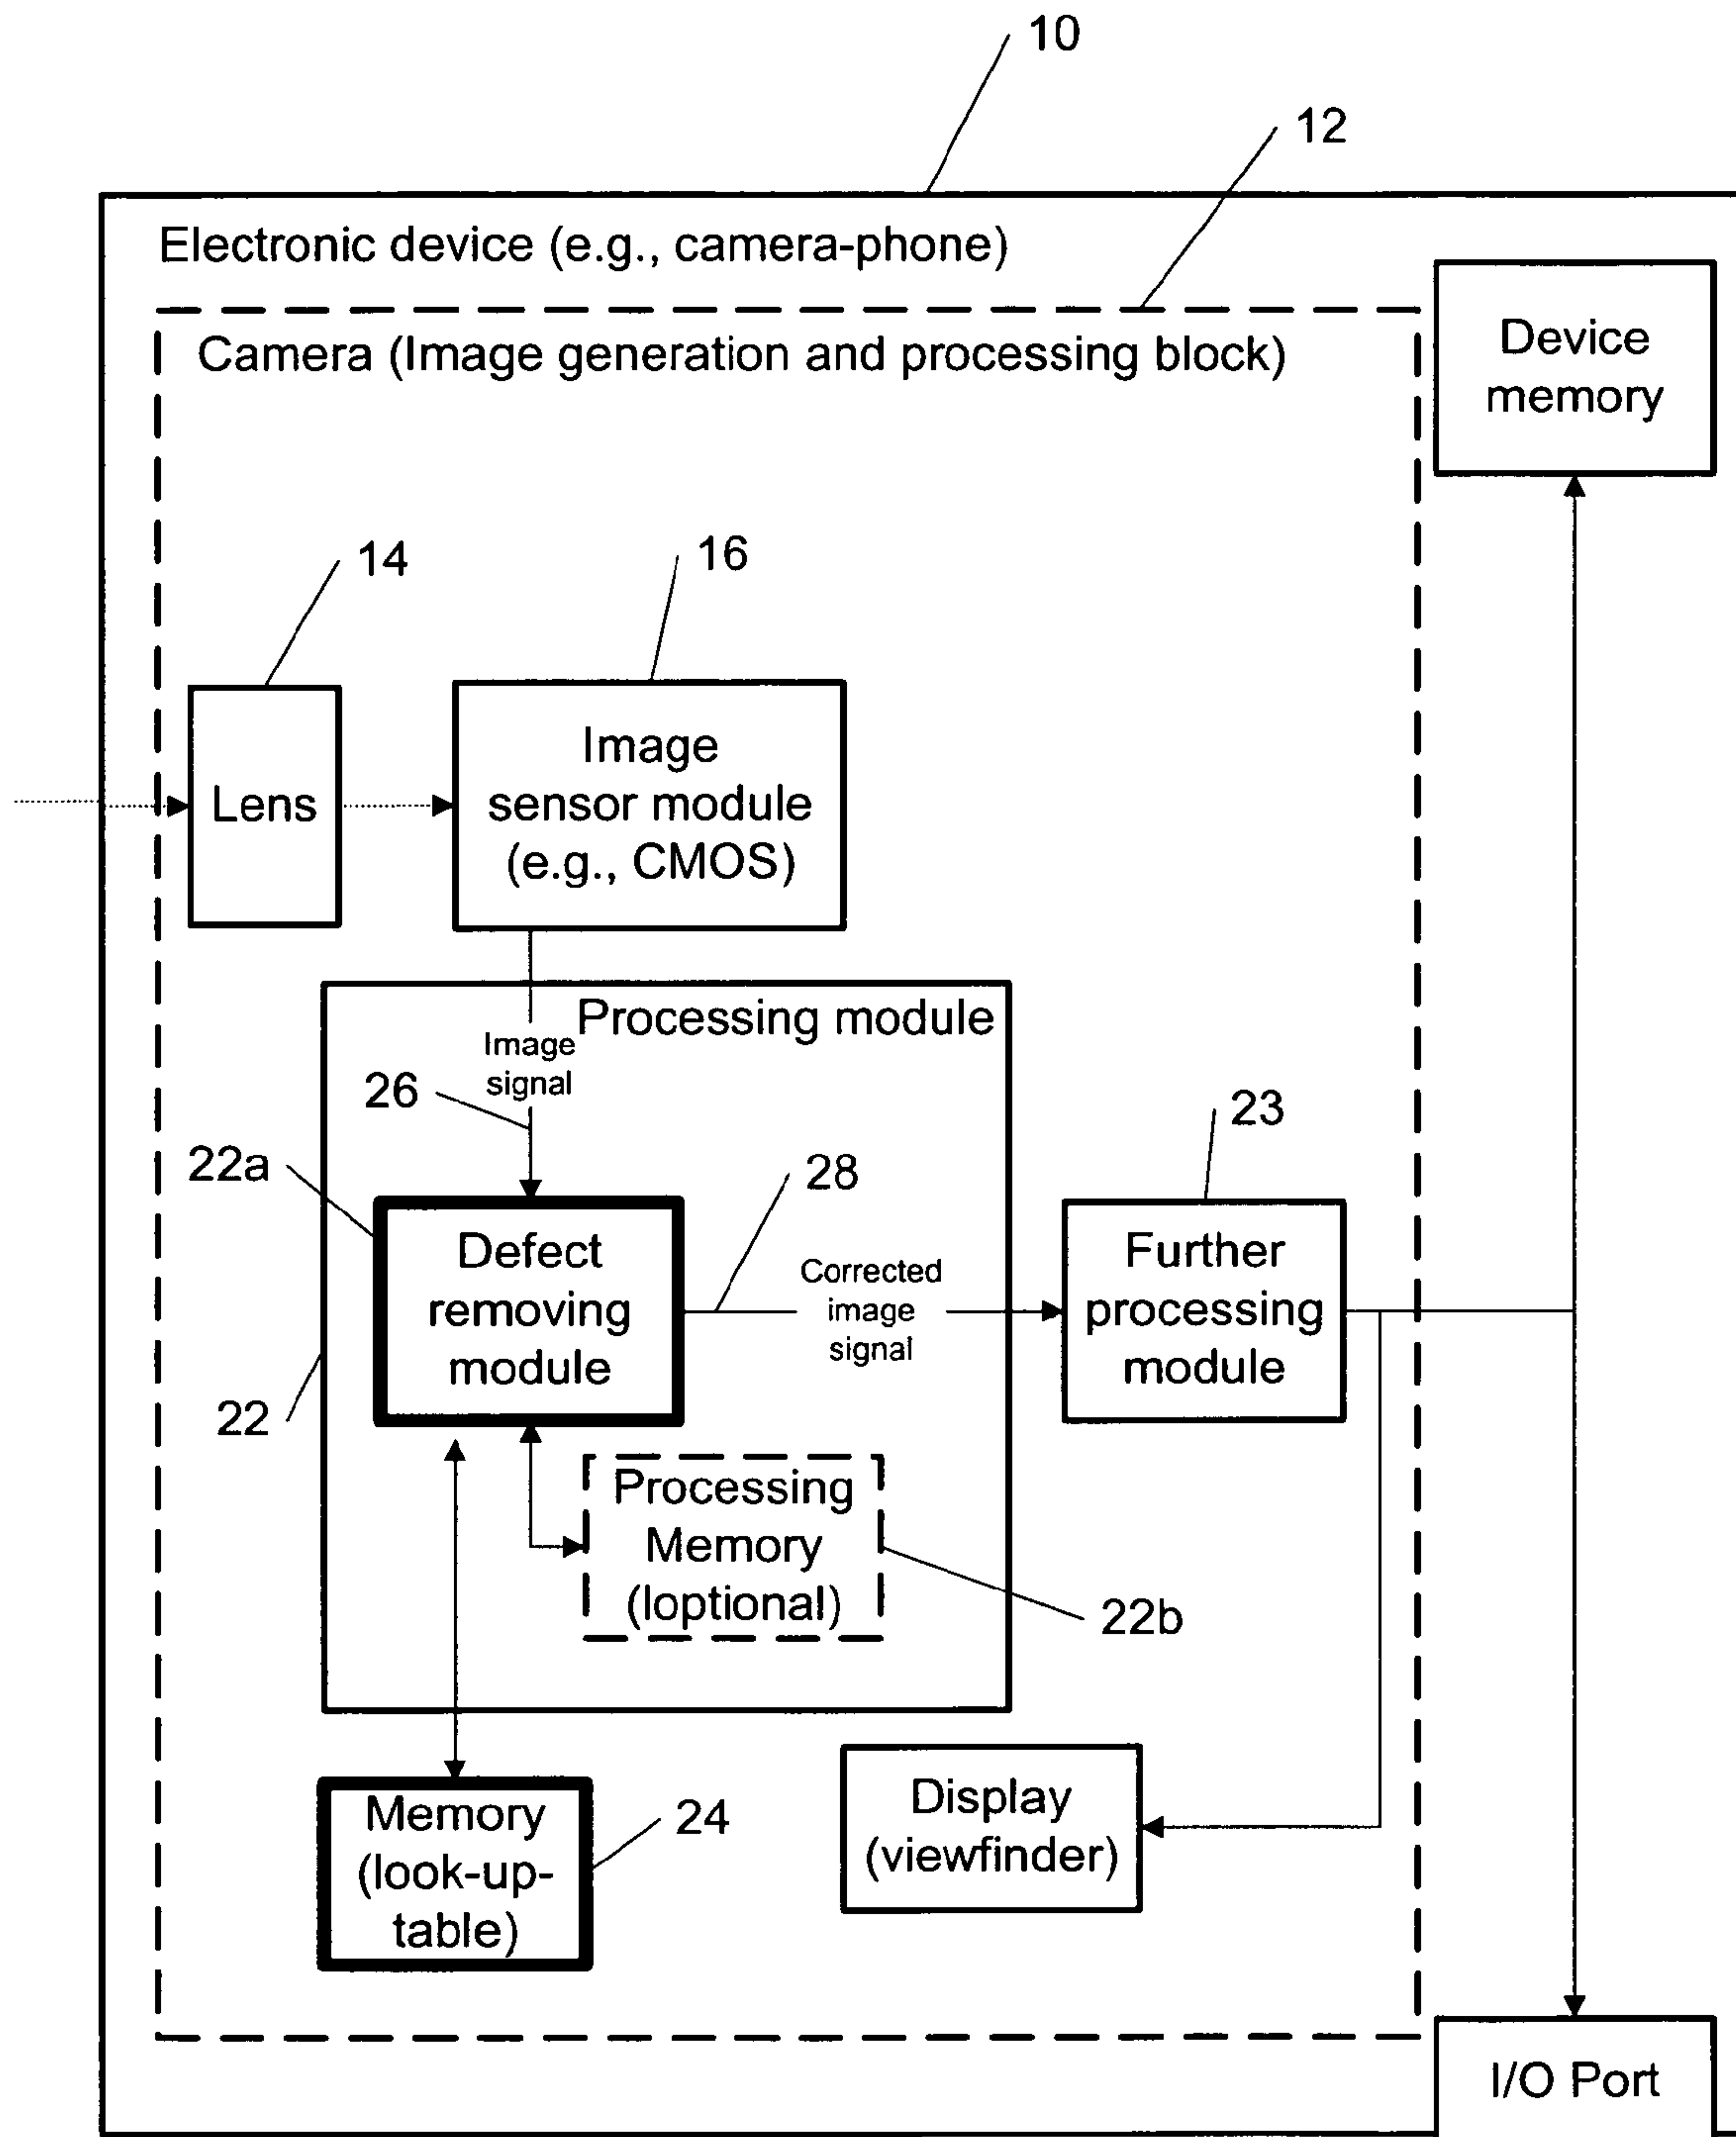 10
12
Electronic device (e.g., camera-phone)
Camera (Image generation and processing block)
Device
memory
14
16
Lens
Image
sensor module
(e.g., CMOS)
Processing module
Image
signal
26
22a
28
23
Defect
removing
module
Corrected
image
signal
Further
processing
module
22
Processing
Memory
(loptional)
22b
Memory
(look-up-
table)
24
Display
(viewfinder)
I/O Port